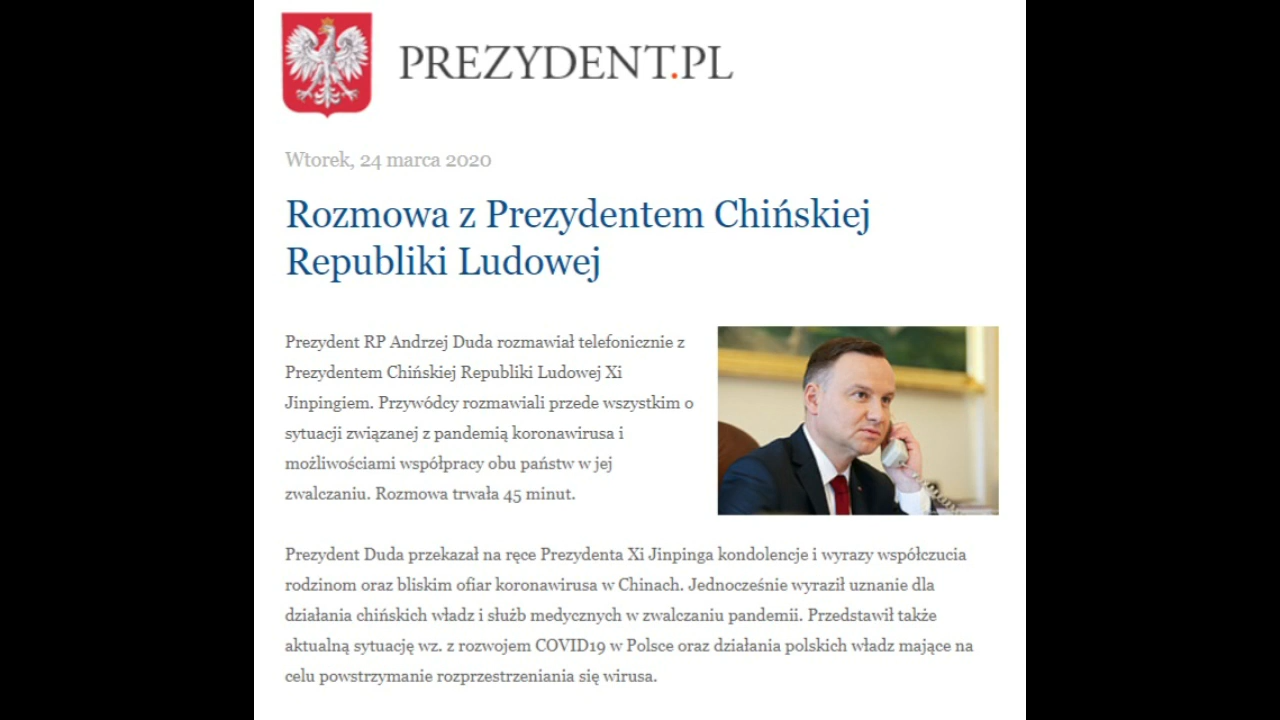 PREZYDENT.PL
Wtorek, 24 marca 2020
Rozmowa z Prezydentem Chińskiej
Republiki Ludowej
Prezydent RP Andrzej Duda rozmawiał telefonicznie z
Prezydentem Chińskiej Republiki Ludowej Xi
Jinpingiem. Przywódcy rozmawiali przede wszystkim o
sytuacji związanej z pandemią koronawirusa i
możliwościami współpracy obu państw w jej
zwalczaniu. Rozmowa trwała 45 minut.
Prezydent Duda przekazał na ręce Prezydenta Xi Jinpinga kondolencje i wyrazy współczucia
rodzinom oraz bliskim ofiar koronawirusa w Chinach. Jednocześnie wyraził uznanie dla
działania chińskich władz i służb medycznych w zwalczaniu pandemii. Przedstawił także
aktualną sytuację wz. z rozwojem COVID19 w Polsce oraz działania polskich władz mające na
celu powstrzymanie rozprzestrzeniania się wirusa.